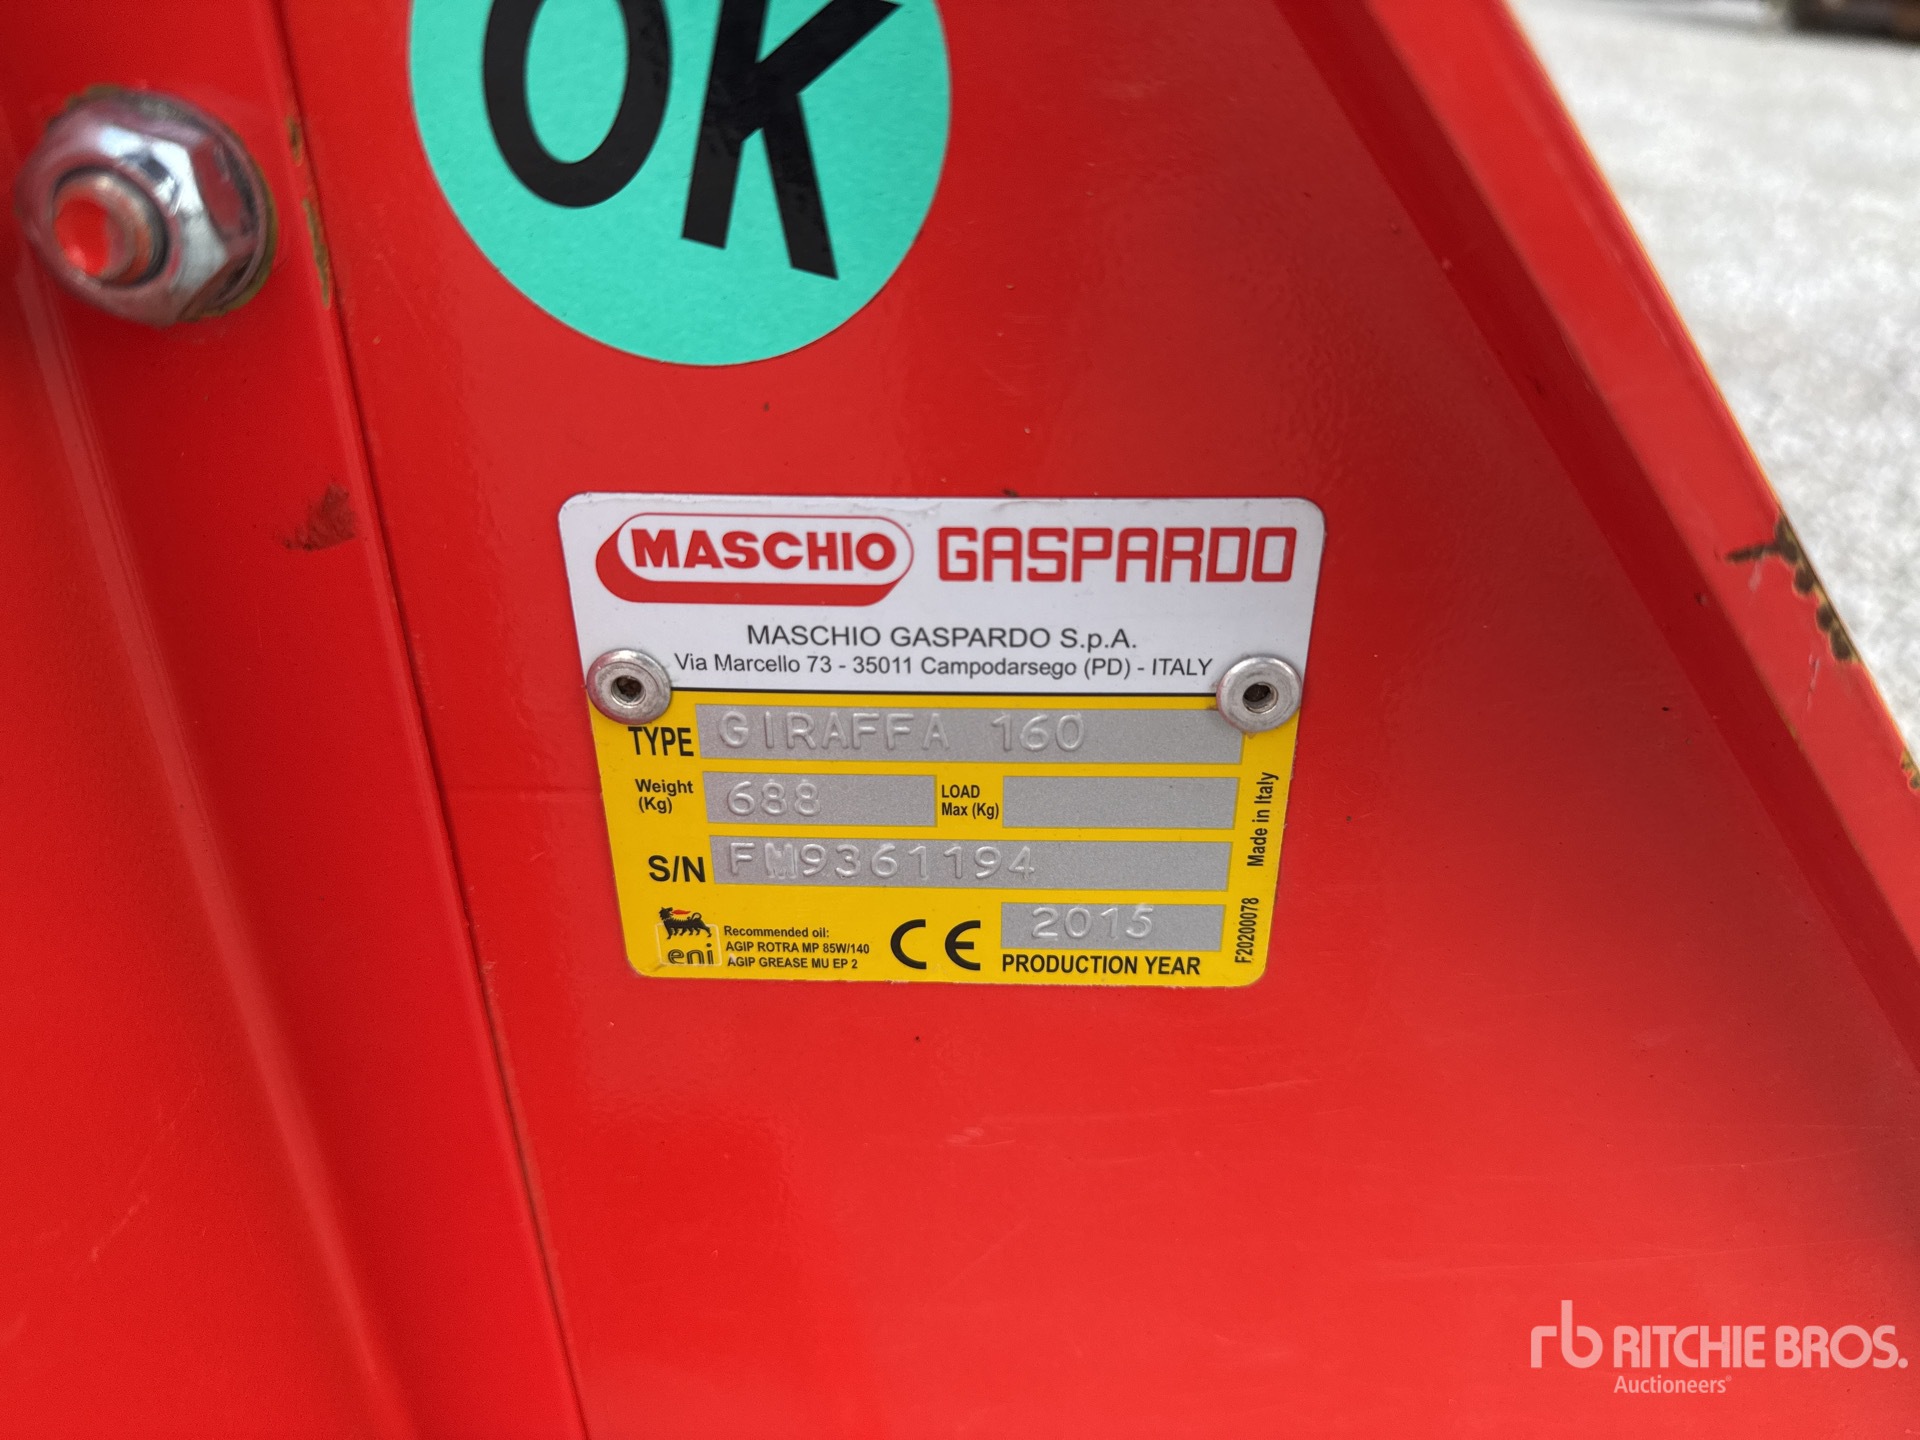 OK
MASCHIO GASPARDO
MASCHIO GASPARDO S.p.A.
Via Marcello 73 - 35011 Campodarsego (PD) - ITALY
TYPE GIRAFFA 160
Weight (Kg) 688 LOAD Max (Kg)
S/N FM9361194
eni
Recommended oil:
AGIP ROTRA MP 85W/140
AGIP GREASE MU EP 2
CE
2015
PRODUCTION YEAR
F20200078 Made in Italy
rb RITCHIE BROS.
Auctioneers